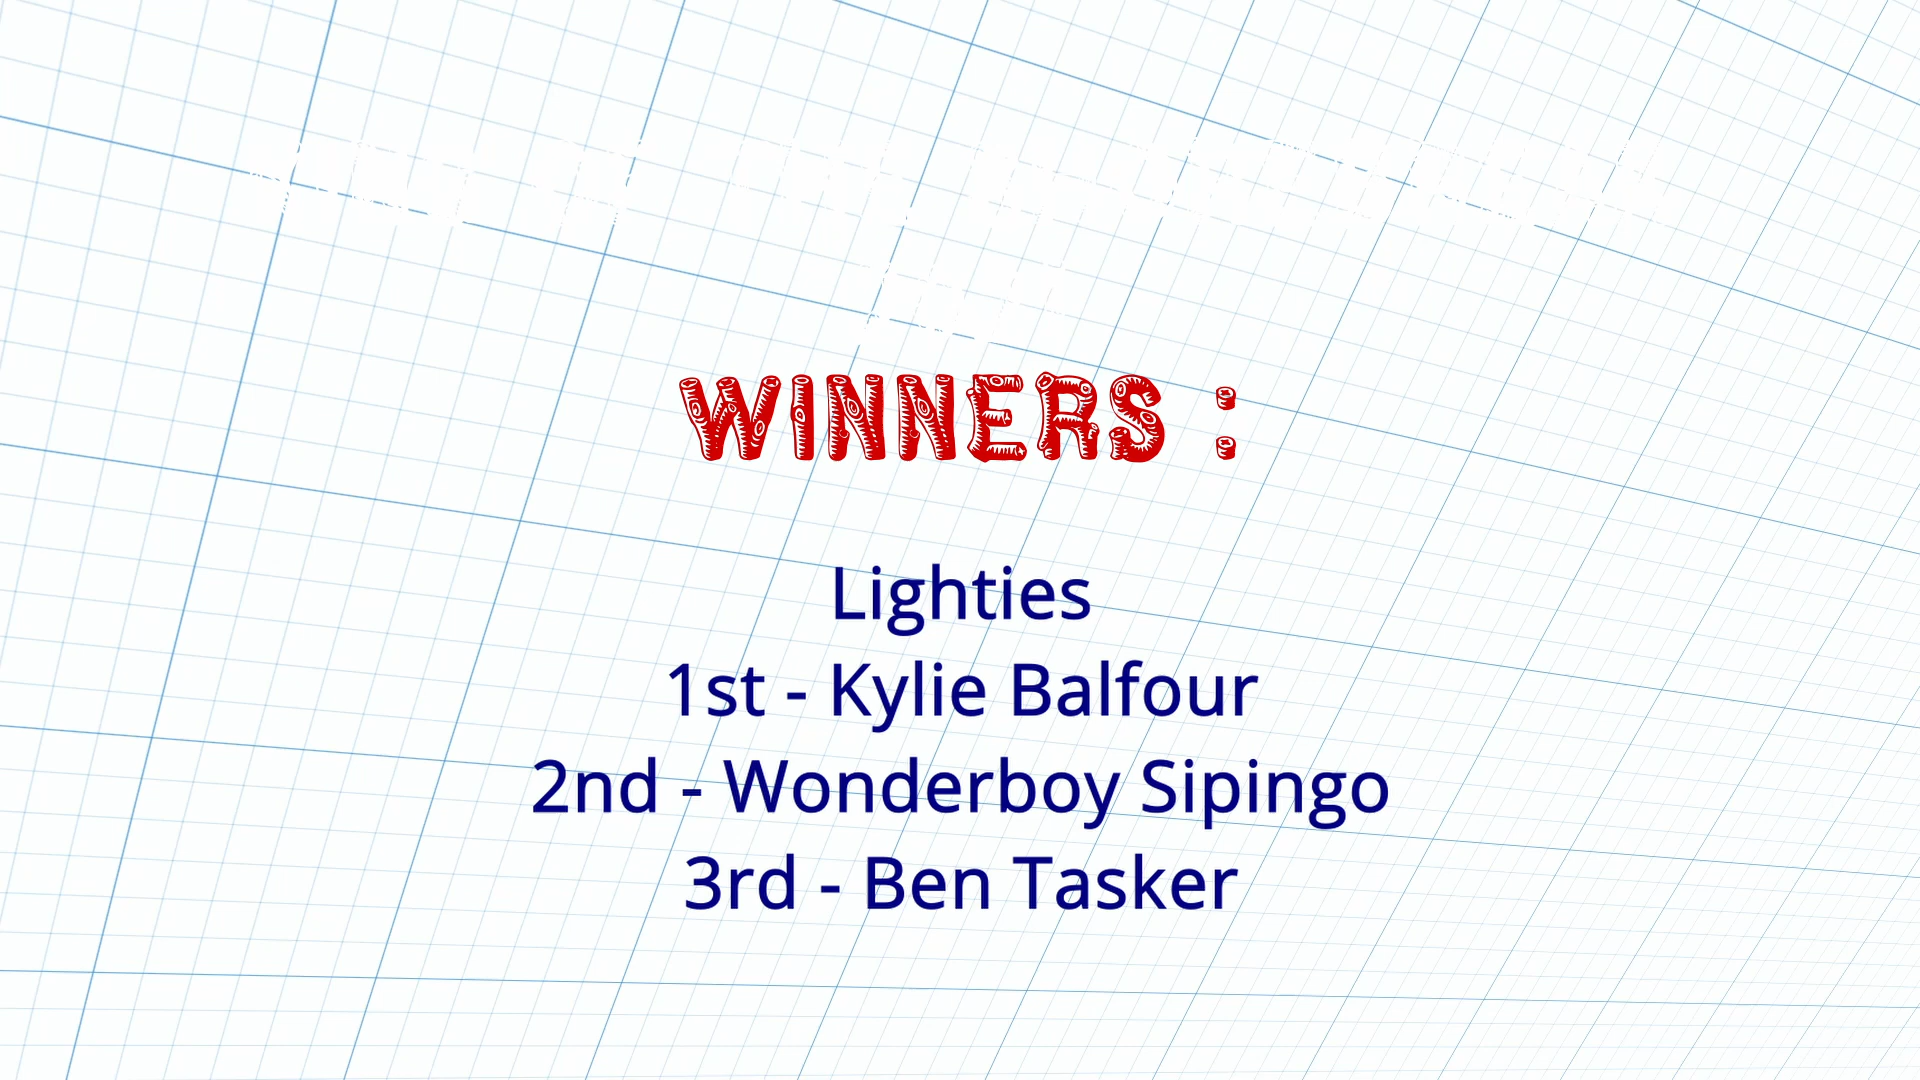 WINNERS :
Lighties
1st - Kylie Balfour
2nd - Wonderboy Sipingo
3rd - Ben Tasker